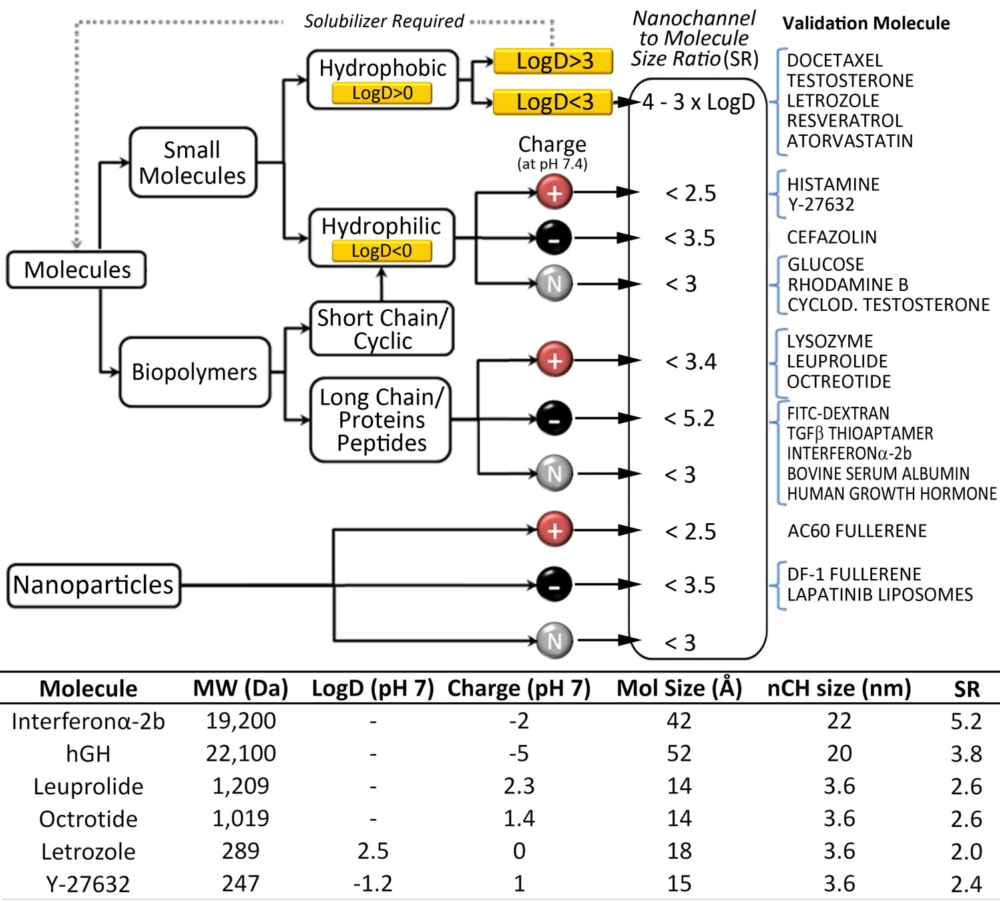 Solubilizer Required
Nanochannel
to Molecule
Size Ratio (SR)
Validation Molecule
Hydrophobic
LogD>0
LogD>3
LogD<3
4 - 3 x LogD
DOCETAXEL
TESTOSTERONE
LETROZOLE
RESVERATROL
ATORVASTATIN
Small
Molecules
Charge
(at pH 7.4)
Hydrophilic
LogD<0
+
< 2.5
HISTAMINE
Y-27632
-
< 3.5
CEFAZOLIN
N
< 3
GLUCOSE
RHODAMINE B
CYCLOD. TESTOSTERONE
Molecules
Short Chain/
Cyclic
Biopolymers
Long Chain/
Proteins
Peptides
+
< 3.4
LYSOZYME
LEUPROLIDE
OCTREOTIDE
-
< 5.2
FITC-DEXTRAN
TGFβ THIOAPTAMER
INTERFERONα-2b
BOVINE SERUM ALBUMIN
HUMAN GROWTH HORMONE
N
< 3
Nanoparticles
+
< 2.5
AC60 FULLERENE
-
< 3.5
DF-1 FULLERENE
LAPATINIB LIPOSOMES
N
< 3
Molecule MW (Da) LogD (pH 7) Charge (pH 7) Mol Size (Å) nCH size (nm) SR
Interferonα-2b 19,200 - -2 42 22 5.2
hGH 22,100 - -5 52 20 3.8
Leuprolide 1,209 - 2.3 14 3.6 2.6
Octrotide 1,019 - 1.4 14 3.6 2.6
Letrozole 289 2.5 0 18 3.6 2.0
Y-27632 247 -1.2 1 15 3.6 2.4